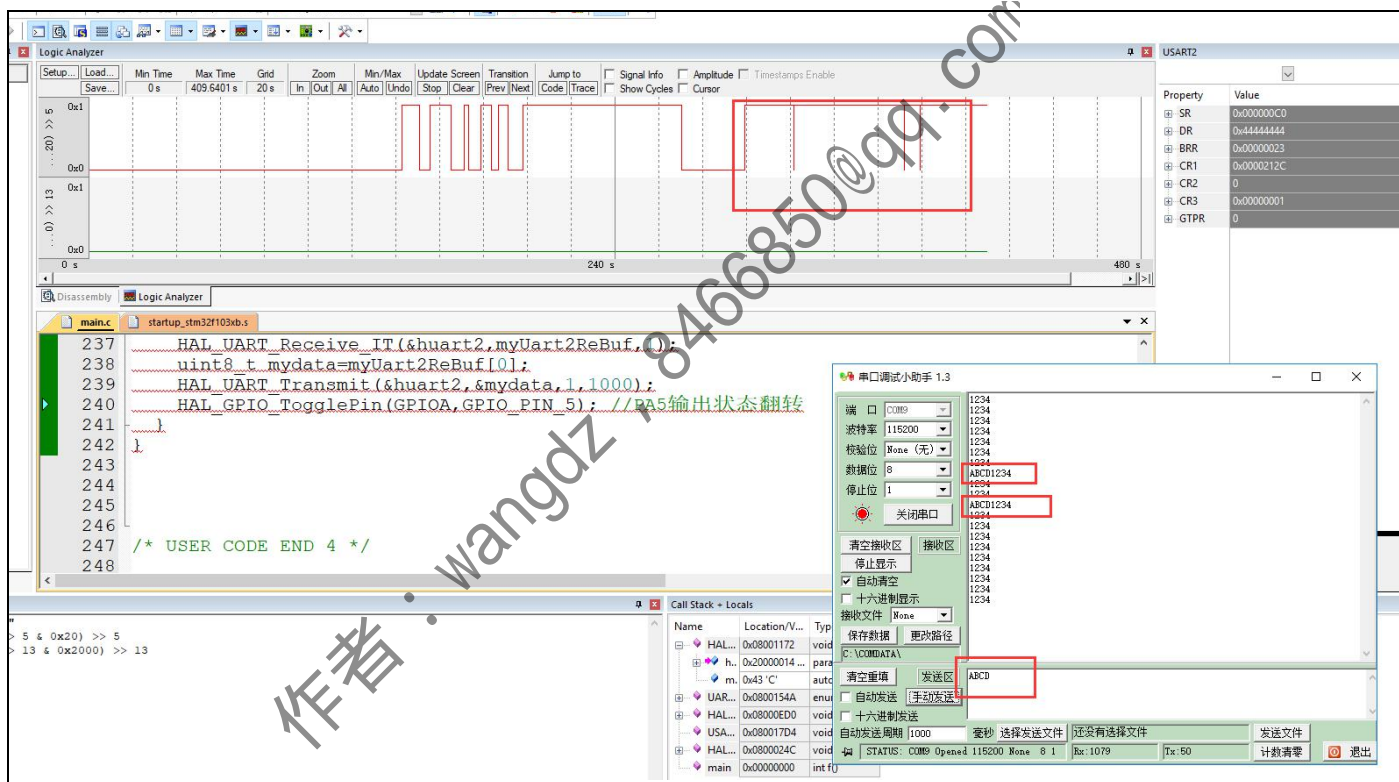 Logic Analyzer
USART2
Setup... Load... Min Time Max Time Grid Zoom Min/Max Update Screen Transition Jump to Signal Info Amplitude Timestamps Enable
Save... 0 s 409.6401 s 20 s In Out All Auto Undo Stop Clear Prev Next Code Trace Show Cycles Cursor
Property Value
SR 0x000000C0
DR 0x44444444
BRR 0x00000023
CR1 0x0000212C
CR2 0
CR3 0x00000001
GTPR 0
0x1
...20) >> 5
0x0
0x1
...0) >> 13
0x0
0 s 240 s 480 s
Disassembly Logic Analyzer
main.c startup_stm32f103xb.s
237 HAL_UART_Receive_IT(&huart2,myUart2ReBuf,1);
238 uint8_t mydata=myUart2ReBuf[0];
239 HAL_UART_Transmit(&huart2,&mydata,1,1000);
240 HAL_GPIO_TogglePin(GPIOA,GPIO_PIN_5); //PA5输出状态翻转
241 }
242 }
243
244
245
246
247 /* USER CODE END 4 */
248
串口调试小助手 1.3
端 口 COM9
波特率 115200
校验位 None (无)
数据位 8
停止位 1
关闭串口
清空接收区 接收区
停止显示
自动清空
十六进制显示
接收文件 None
保存数据 更改路径
C:\COMDATA\
1234
1234
1234
1234
1234
1234
1234
ABCD1234
1234
1234
ABCD1234
1234
1234
1234
1234
1234
1234
1234
1234
1234
清空重填 发送区 ABCD
自动发送 手动发送
十六进制发送
自动发送周期 1000 毫秒 选择发送文件 还没有选择文件 发送文件
STATUS: COM9 Opened 115200 None 8 1 Rx:1079 Tx:50 计数清零 退出
> 5 & 0x20) >> 5
> 13 & 0x2000) >> 13
Call Stack + Locals
Name Location/V... Typ
HAL... 0x08001172 void
h.. 0x20000014 ... para
m. 0x43 'C' auto
UAR... 0x0800154A enu
HAL... 0x08000ED0 void
USA... 0x080017D4 void
HAL... 0x0800024C void
main 0x00000000 int f()
作者：wangdz，8466850@qq.com